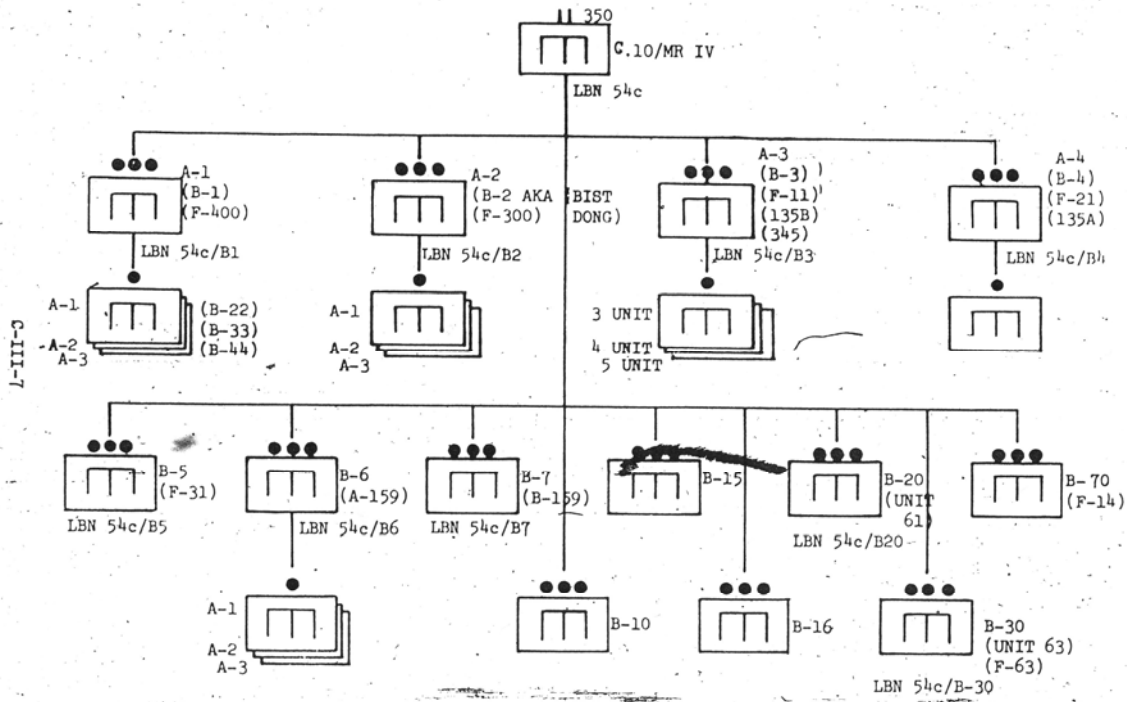 350
C.10/MR IV
LBN 54c
A-1
(B-1)
(F-400)
LBN 54c/B1
A-2
(B-2 AKA (BIST
(F-300) DONG)
LBN 54c/B2
A-3
(B-3)
(F-11)
(135B)
(345)
LBN 54c/B3
A-4
(B-4)
(F-21)
(135A)
LBN 54c/B4
A-1
A-2
A-3
(B-22)
(B-33)
(B-44)
A-1
A-2
A-3
3 UNIT
4 UNIT
5 UNIT
C-III-7
B-5
(F-31)
LBN 54c/B5
B-6
(A-159)
LBN 54c/B6
B-7
(B-159)
LBN 54c/B7
B-15
B-20
(UNIT
61)
LBN 54c/B20
B-70
(F-14)
A-1
A-2
A-3
B-10
B-16
B-30
(UNIT 63)
(F-63)
LBN 54c/B-30